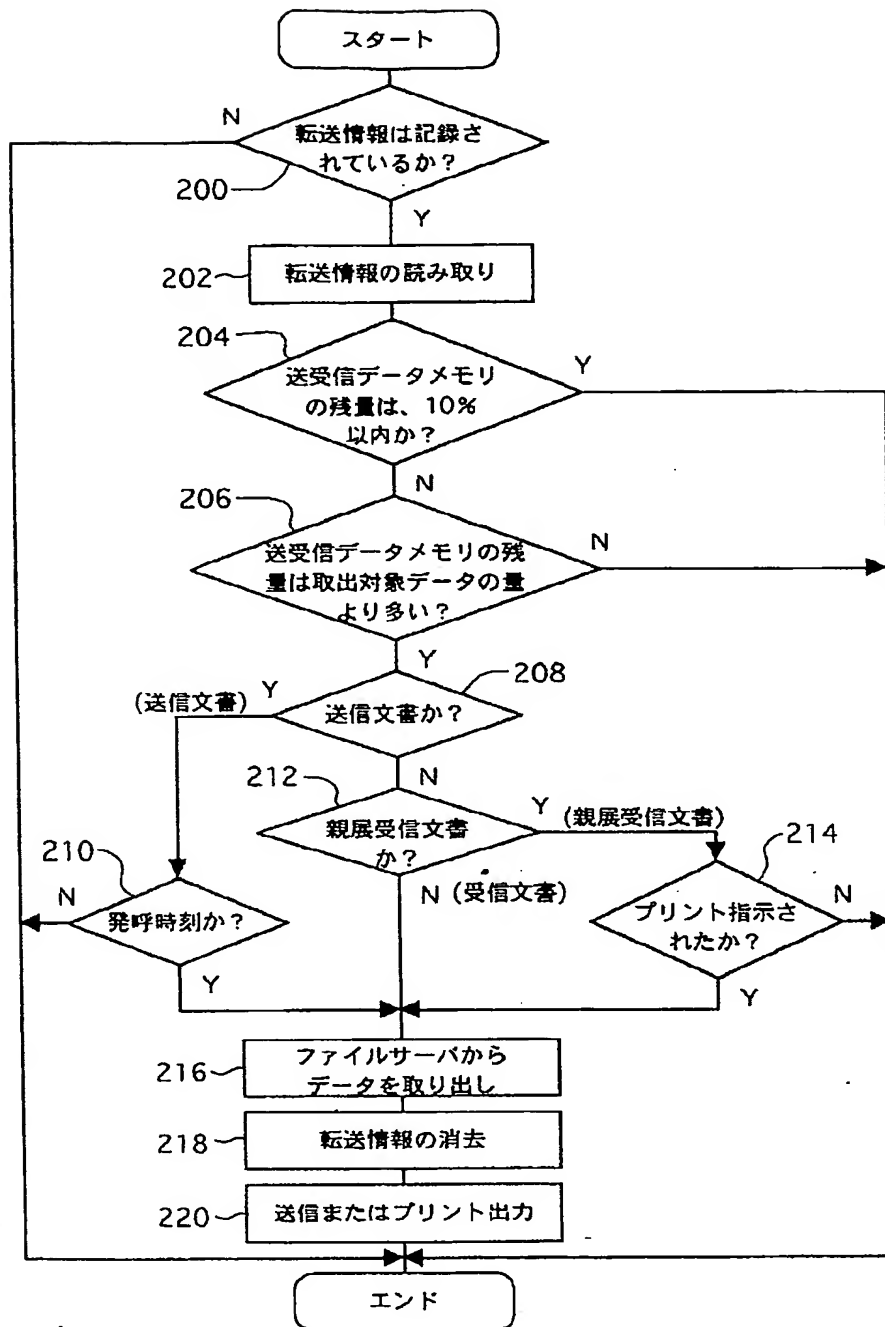 スタート
N
転送情報は記録さ
れているか？
200
Y
202
転送情報の読み取り
204
Y
送受信データメモリ
の残量は、10%
以内か？
N
206
N
送受信データメモリの残
量は取出対象データの量
より多い？
Y
208
(送信文書)
Y
送信文書か？
N
212
親展受信文書
か？
Y
(親展受信文書)
214
N (受信文書)
210
N
発呼時刻か？
Y
プリント指示さ
れたか？
N
Y
216
ファイルサーバから
データを取り出し
218
転送情報の消去
220
送信またはプリント出力
エンド